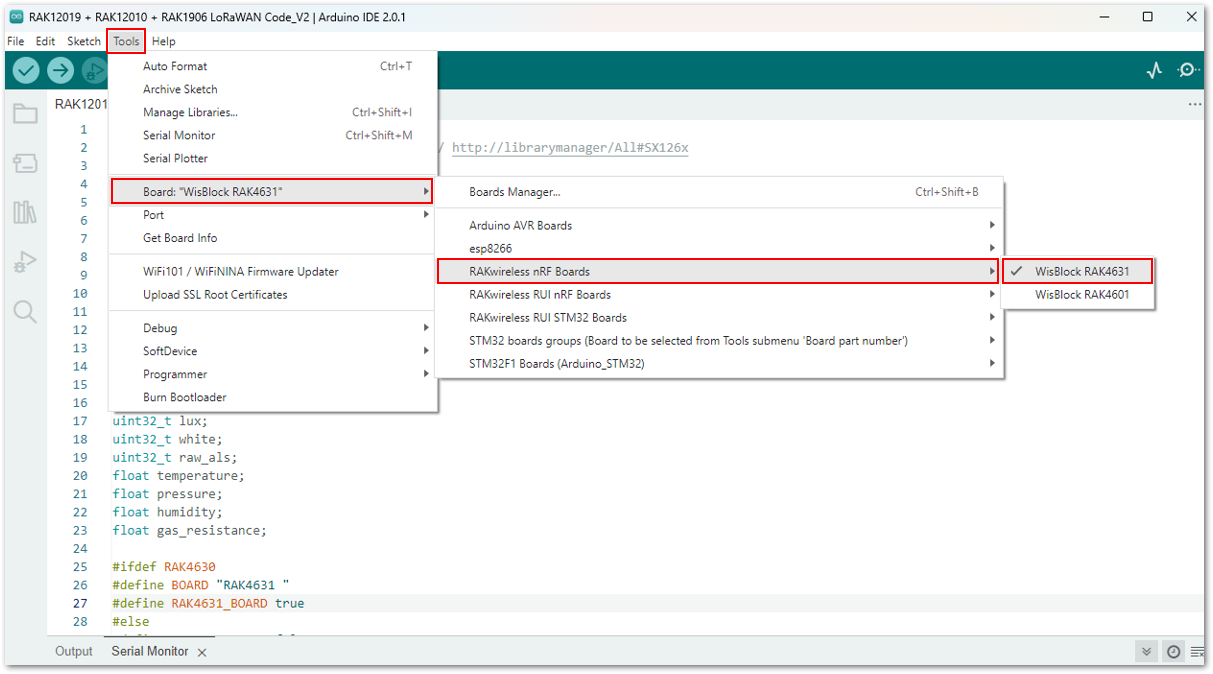 RAK12019 + RAK12010 + RAK1906 LoRaWAN Code_V2 | Arduino IDE 2.0.1
File Edit Sketch Tools Help
Auto Format Ctrl+T
Archive Sketch
Manage Libraries... Ctrl+Shift+I
Serial Monitor Ctrl+Shift+M
Serial Plotter
Board: "WisBlock RAK4631"
Port
Get Board Info
WiFi101 / WiFiNINA Firmware Updater
Upload SSL Root Certificates
Debug
SoftDevice
Programmer
Burn Bootloader
Boards Manager... Ctrl+Shift+B
Arduino AVR Boards
esp8266
RAKwireless nRF Boards
RAKwireless RUI nRF Boards
RAKwireless RUI STM32 Boards
STM32 boards groups (Board to be selected from Tools submenu 'Board part number')
STM32F1 Boards (Arduino_STM32)
WisBlock RAK4631
WisBlock RAK4601
RAK1201
...
1
2 / http://librarymanager/All#SX126x
3
4
5
6
7
8
9
10
11
12
13
14
15
16
17 uint32_t lux;
18 uint32_t white;
19 uint32_t raw_als;
20 float temperature;
21 float pressure;
22 float humidity;
23 float gas_resistance;
24
25 #ifdef RAK4630
26 #define BOARD "RAK4631 "
27 #define RAK4631_BOARD true
28 #else
Output Serial Monitor